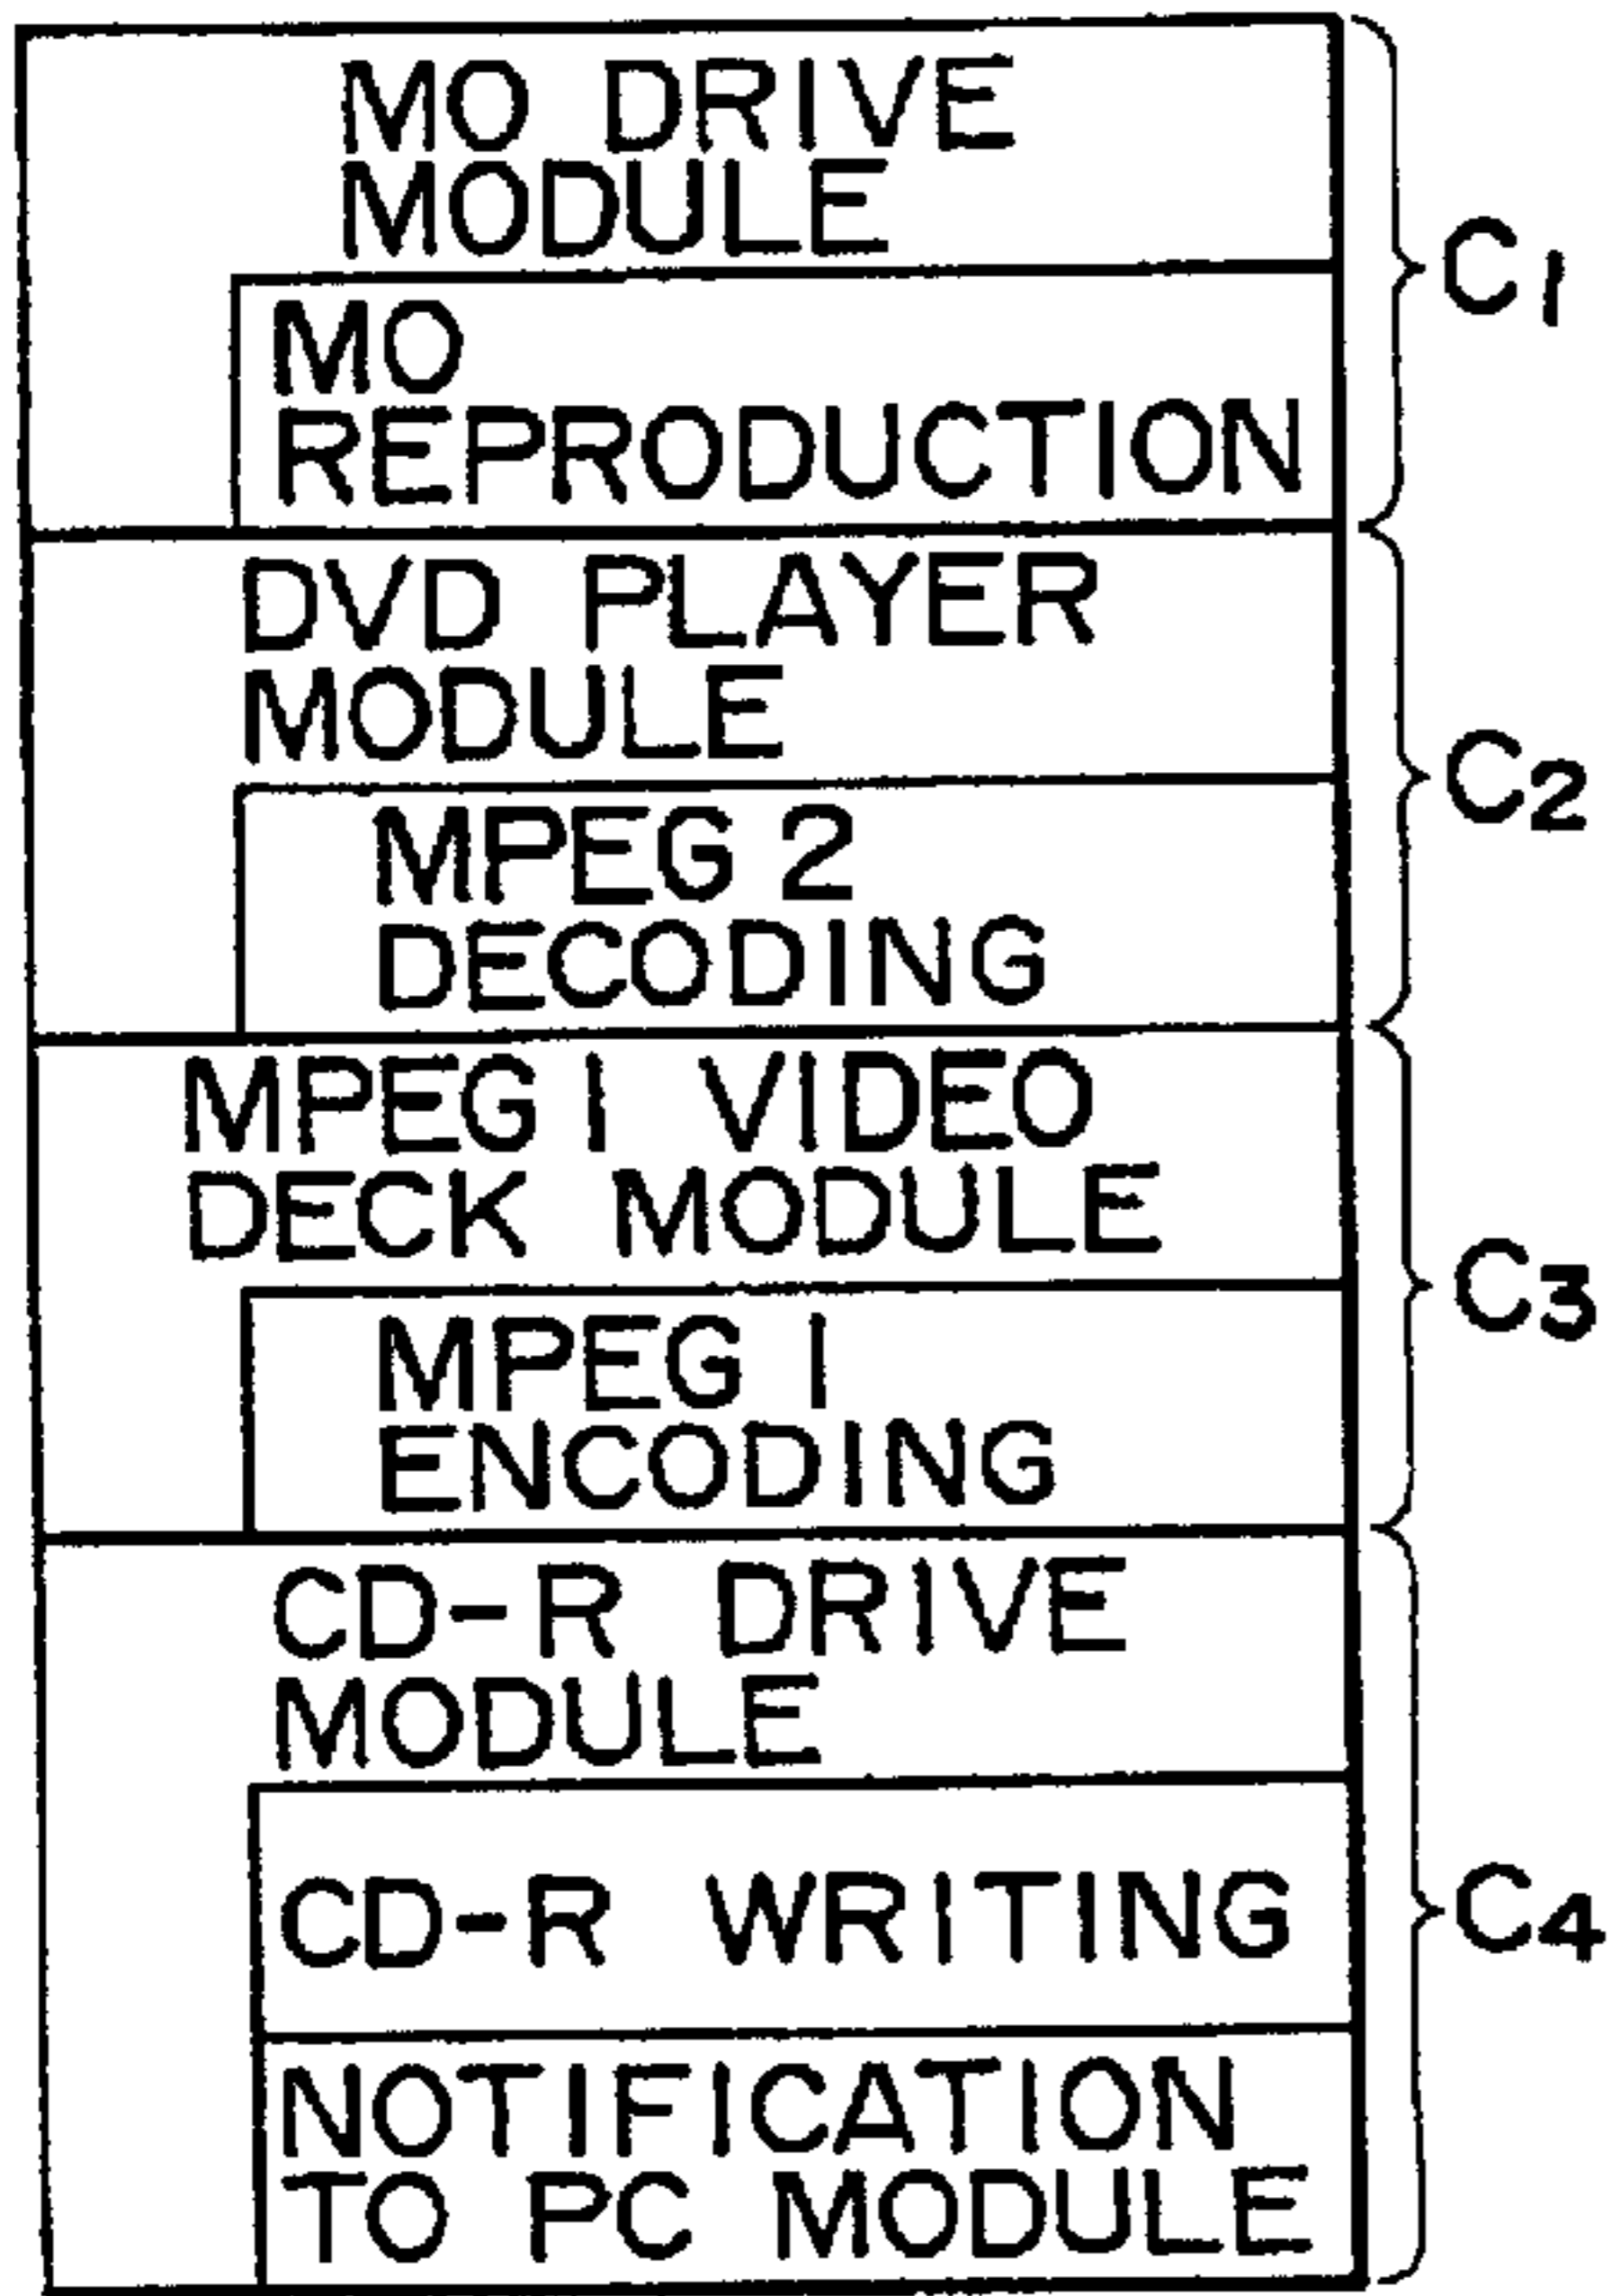 MO DRIVE
MODULE
C1
MO
REPRODUCTION
DVD PLAYER
MODULE
C2
MPEG 2
DECODING
MPEG 1 VIDEO
DECK MODULE
C3
MPEG 1
ENCODING
CD-R DRIVE
MODULE
CD-R WRITING
C4
NOTIFICATION
TO PC MODULE